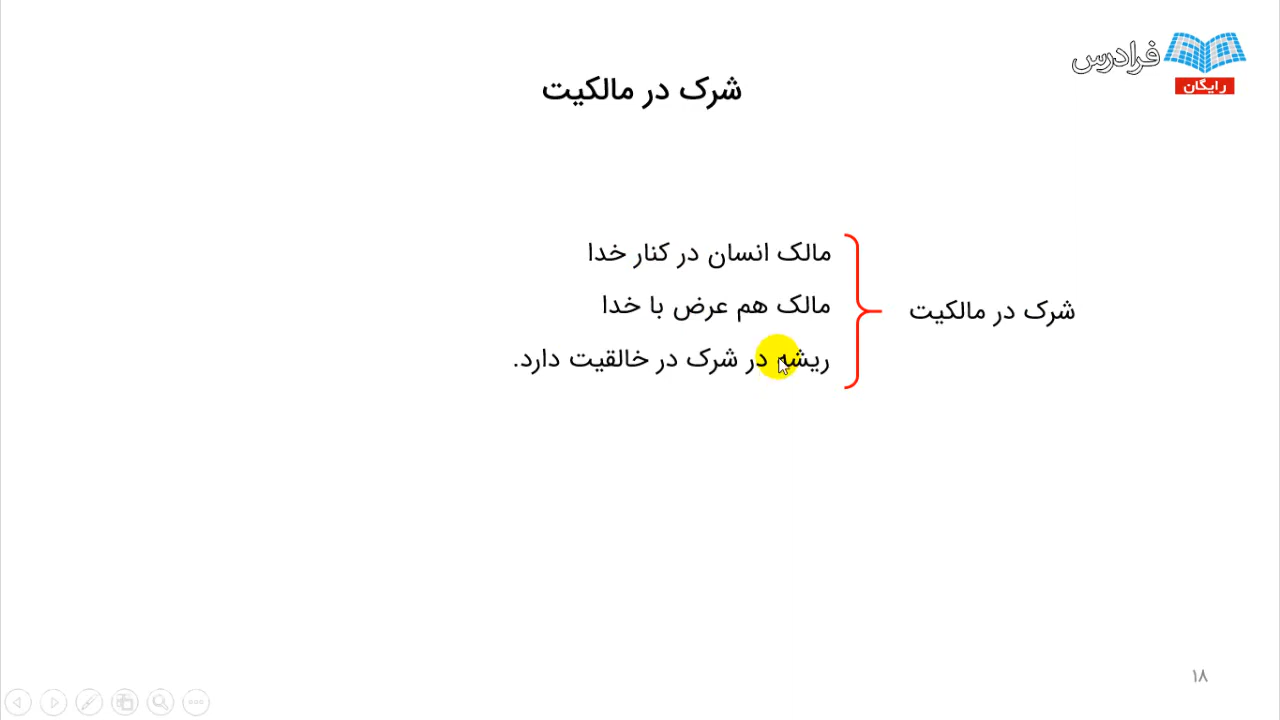 فرادرس
رایگان
شرک در مالکیت
شرک در مالکیت
مالک انسان در کنار خدا
مالک هم عرض با خدا
ریشه در شرک در خالقیت دارد.
۱۸